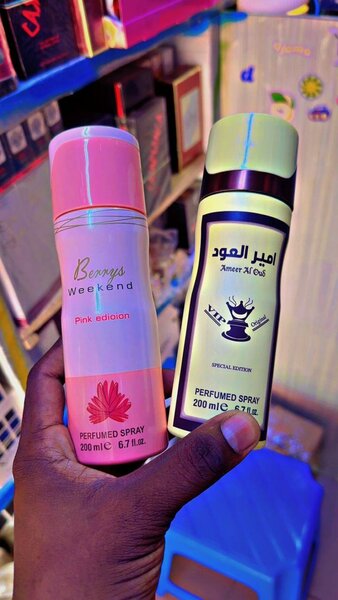 Berrys
Weekend
Pink edioion
PERFUMED SPRAY
200 ml℮ 6.7 fl.oz.
امير العود
Ameer Al Oud
VIP
Original
SPECIAL EDITION
PERFUMED SPRAY
200 ml℮ 6.7 fl.oz.